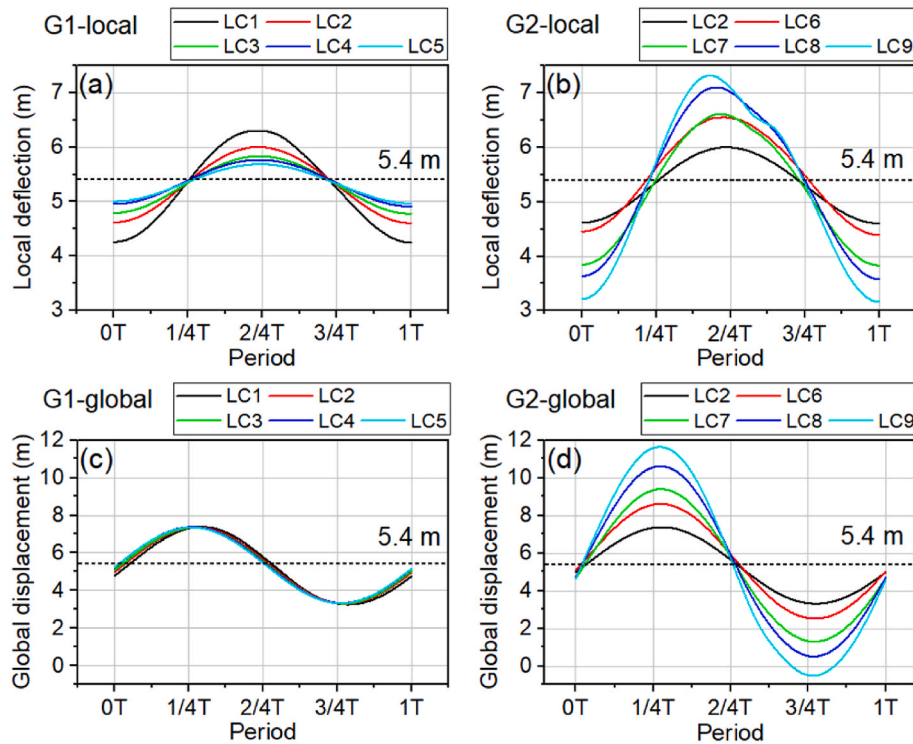 G1-local
LC1 LC2
LC3 LC4 LC5
(a)
5.4 m
Local deflection (m)
7
6
5
4
3
0T 1/4T 2/4T 3/4T 1T
Period
G2-local
LC2 LC6
LC7 LC8 LC9
(b)
5.4 m
Local deflection (m)
7
6
5
4
3
0T 1/4T 2/4T 3/4T 1T
Period
G1-global
LC1 LC2
LC3 LC4 LC5
(c)
5.4 m
Global displacement (m)
12
10
8
6
4
2
0
0T 1/4T 2/4T 3/4T 1T
Period
G2-global
LC2 LC6
LC7 LC8 LC9
(d)
5.4 m
Global displacement (m)
12
10
8
6
4
2
0
0T 1/4T 2/4T 3/4T 1T
Period